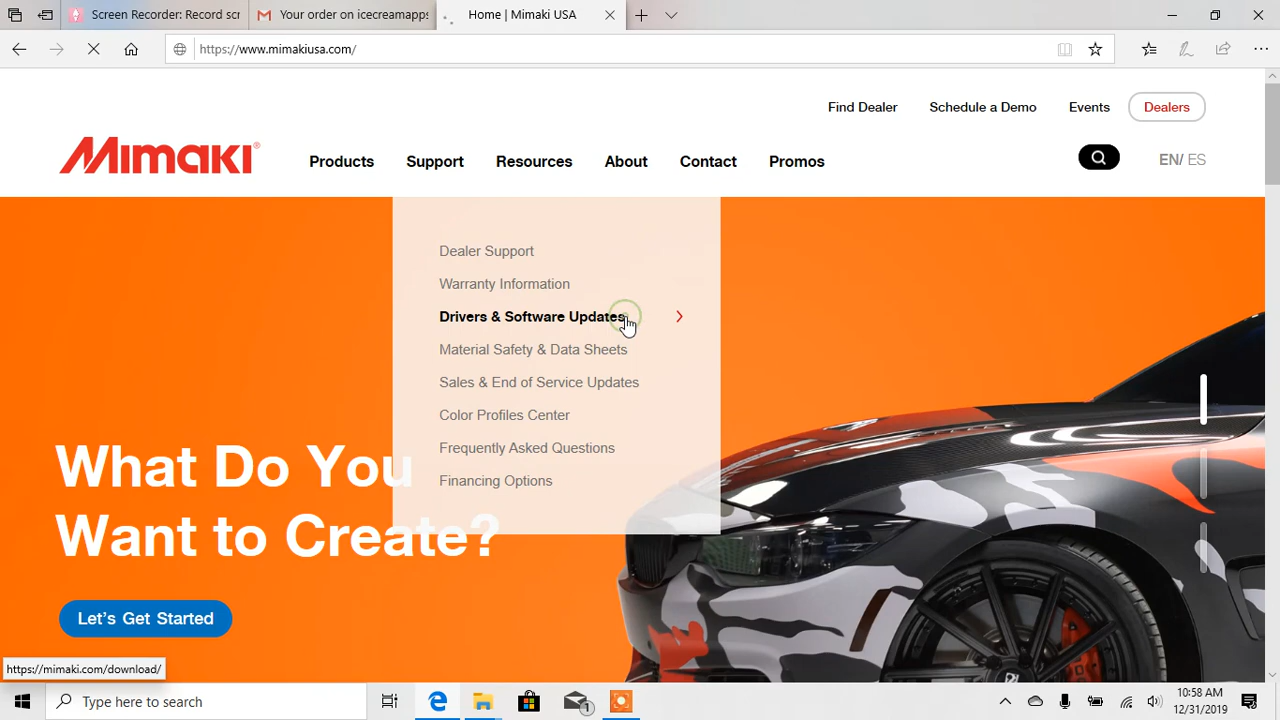 Screen Recorder: Record scr
Your order on icecreamapps
Home | Mimaki USA
https://www.mimakiusa.com/
Find Dealer
Schedule a Demo
Events
Dealers
Mimaki®
Products
Support
Resources
About
Contact
Promos
EN/ ES
Dealer Support
Warranty Information
Drivers & Software Updates
Material Safety & Data Sheets
Sales & End of Service Updates
Color Profiles Center
Frequently Asked Questions
Financing Options
What Do You
Want to Create?
Let's Get Started
https://mimaki.com/download/
Type here to search
1
10:58 AM
12/31/2019